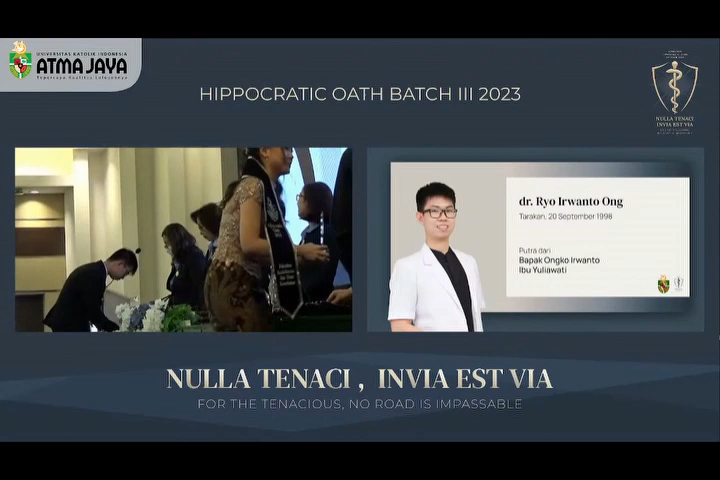 UNIVERSITAS KATOLIK INDONESIA
ATMA JAYA
HIPPOCRATIC OATH BATCH III 2023
NULLA TENACI
INVIA EST VIA
dr. Ryo Irwanto Ong
Tarakan, 20 September 1998
Putra dari
Bapak Ongko Irwanto
Ibu Yuliawati
NULLA TENACI , INVIA EST VIA
FOR THE TENACIOUS, NO ROAD IS IMPASSABLE